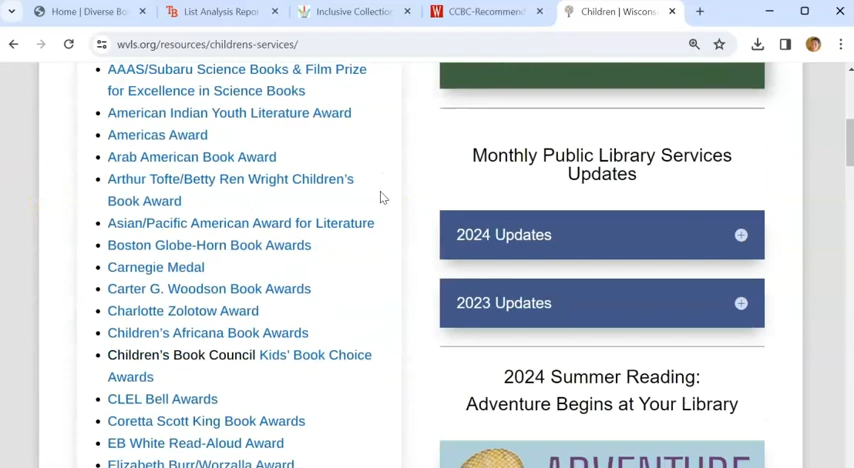 Home | Diverse Bo
List Analysis Repor
Inclusive Collection
CCBC-Recommend
Children | Wisconsi
wvls.org/resources/childrens-services/
AAAS/Subaru Science Books & Film Prize
for Excellence in Science Books
American Indian Youth Literature Award
Americas Award
Arab American Book Award
Arthur Tofte/Betty Ren Wright Children's
Book Award
Asian/Pacific American Award for Literature
Boston Globe-Horn Book Awards
Carnegie Medal
Carter G. Woodson Book Awards
Charlotte Zolotow Award
Children's Africana Book Awards
Children's Book Council Kids' Book Choice
Awards
CLEL Bell Awards
Coretta Scott King Book Awards
EB White Read-Aloud Award
Elizabeth Burr/Worzalla Award
Monthly Public Library Services
Updates
2024 Updates
2023 Updates
2024 Summer Reading:
Adventure Begins at Your Library
ADVENTURE